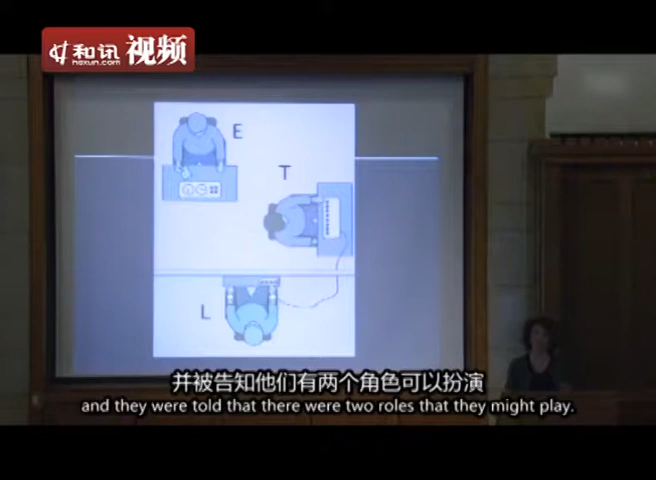 和讯 视频
hexun.com
E
T
L
并被告知他们有两个角色可以扮演
and they were told that there were two roles that they might play.